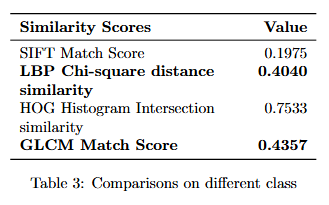 Similarity Scores Value
SIFT Match Score 0.1975
LBP Chi-square distance 0.4040
similarity
HOG Histogram Intersection 0.7533
similarity
GLCM Match Score 0.4357
Table 3: Comparisons on different class